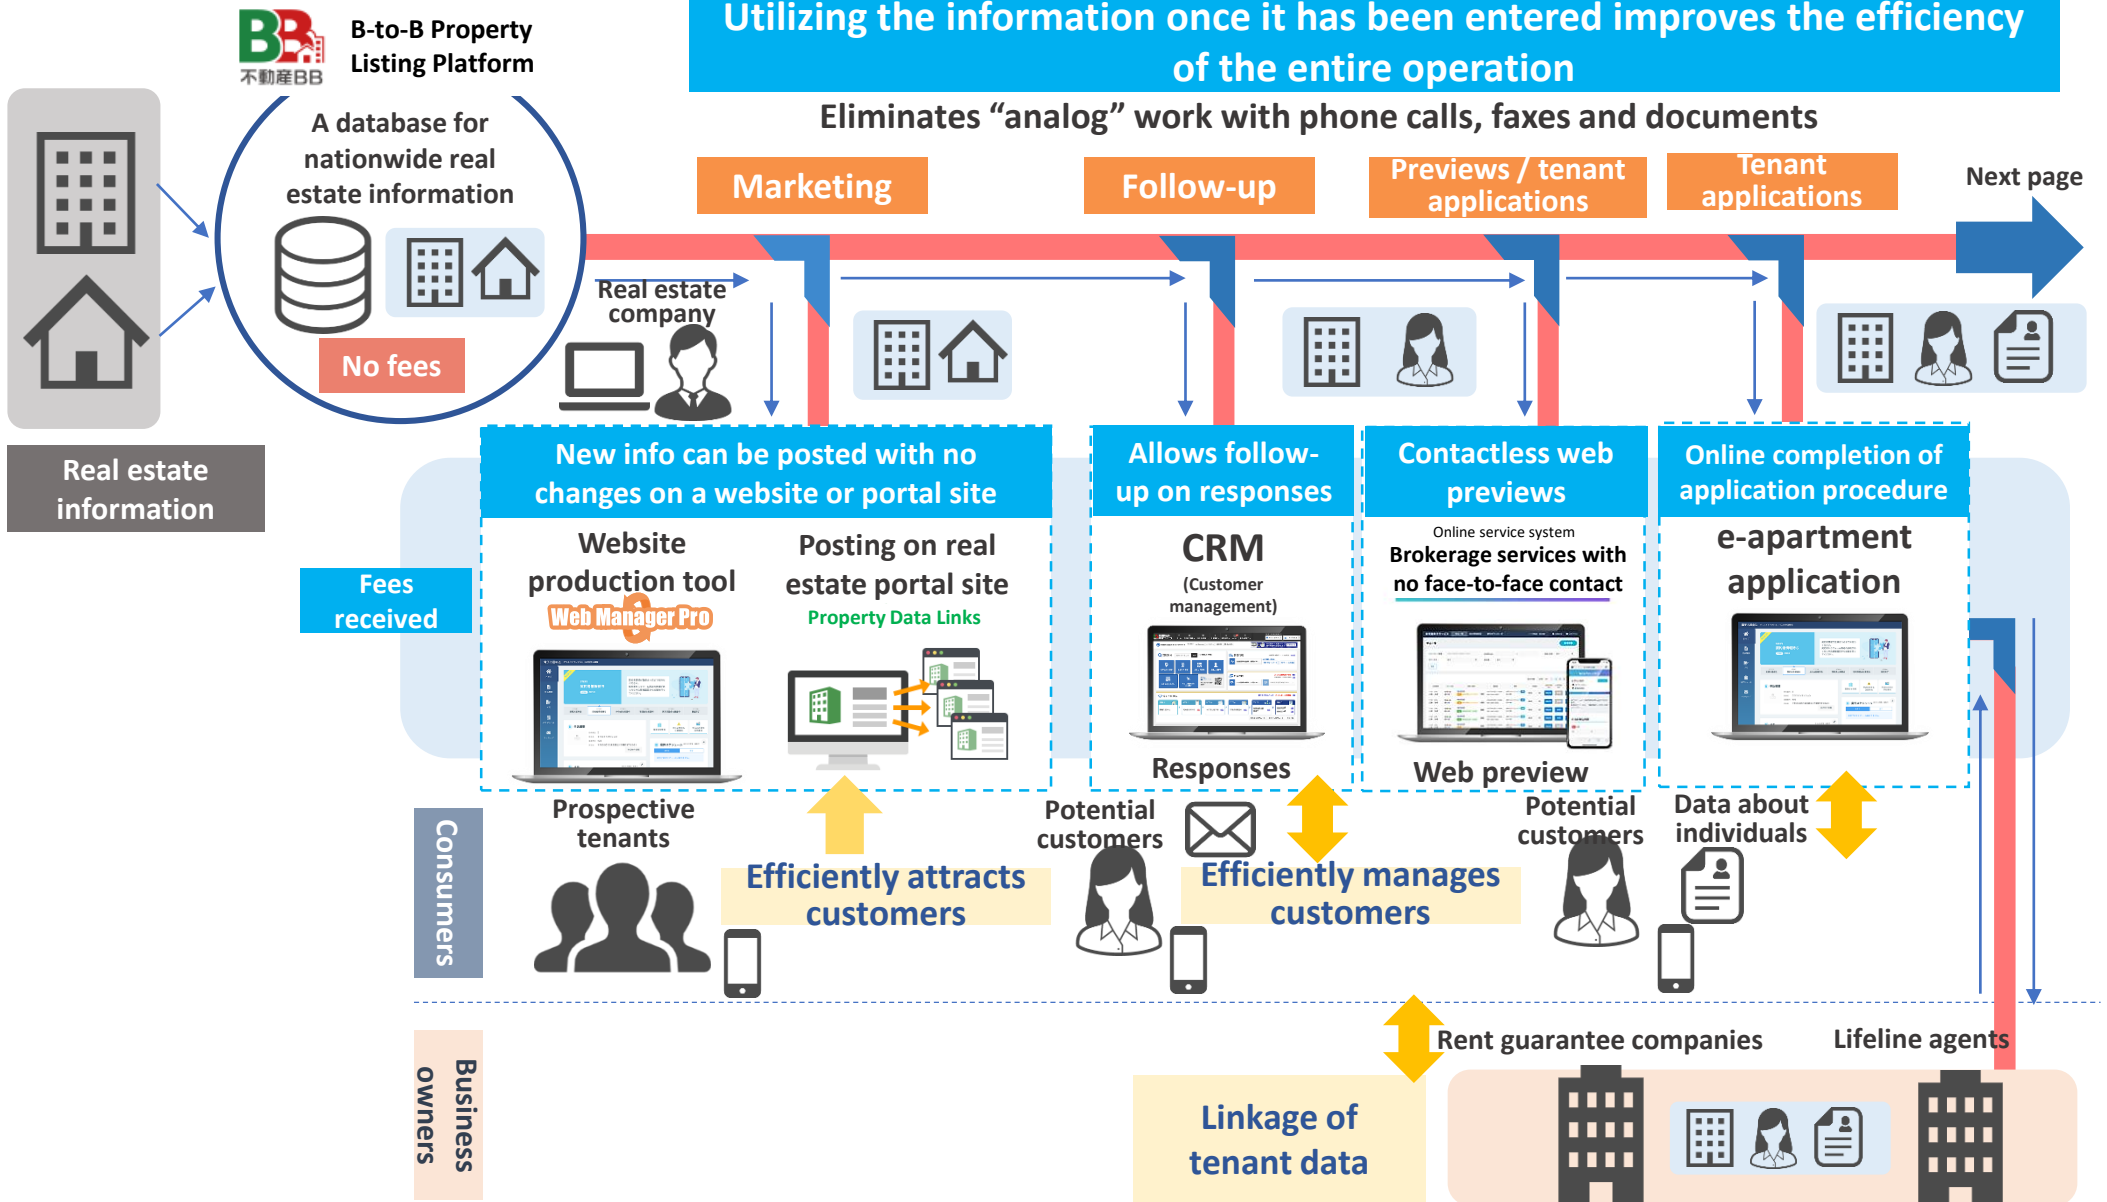 不動産BB
B-to-B Property
Listing Platform
Utilizing the information once it has been entered improves the efficiency
of the entire operation
Eliminates “analog” work with phone calls, faxes and documents
A database for
nationwide real
estate information
No fees
Real estate
information
Marketing
Follow-up
Previews / tenant
applications
Tenant
applications
Next page
Real estate
company
Fees
received
New info can be posted with no
changes on a website or portal site
Website
production tool
Web Manager Pro
Posting on real
estate portal site
Property Data Links
Allows follow-
up on responses
CRM
(Customer
management)
Responses
Contactless web
previews
Online service system
Brokerage services with
no face-to-face contact
Web preview
Online completion of
application procedure
e-apartment
application
Consumers
Prospective
tenants
Efficiently attracts
customers
Potential
customers
Efficiently manages
customers
Potential
customers
Data about
individuals
Business
owners
Linkage of
tenant data
Rent guarantee companies
Lifeline agents